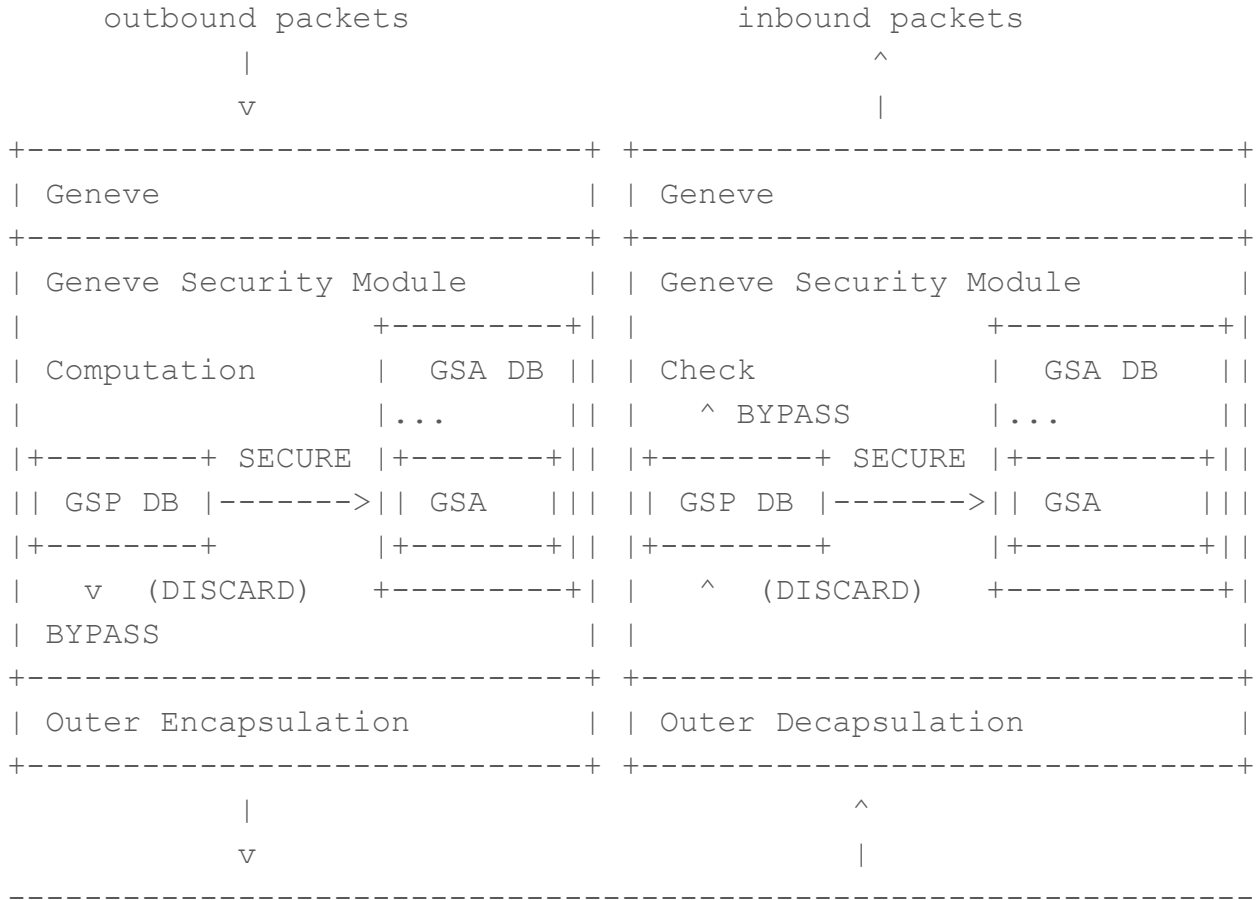 outbound packets                 inbound packets
            |                                ^
            v                                |
+-----------------------------+ +-------------------------------+
| Geneve                      | | Geneve                        |
+-----------------------------+ +-------------------------------+
| Geneve Security Module      | | Geneve Security Module        |
|                  +---------+| |                  +-----------+|
| Computation      |  GSA DB || | Check            |  GSA DB   ||
|                  |...      || |   ^ BYPASS       |...        ||
|+--------+ SECURE |+-------+|| |+--------+ SECURE |+---------+||
|| GSP DB |------->|| GSA   ||| || GSP DB |------->|| GSA     |||
|+--------+        |+-------+|| |+--------+        |+---------+||
|   v  (DISCARD)   +---------+| |   ^  (DISCARD)   +-----------+|
| BYPASS                      | |                               |
+-----------------------------+ +-------------------------------+
| Outer Encapsulation         | | Outer Decapsulation           |
+-----------------------------+ +-------------------------------+
            |                               ^
            v                               |
-----------------------------------------------------------------